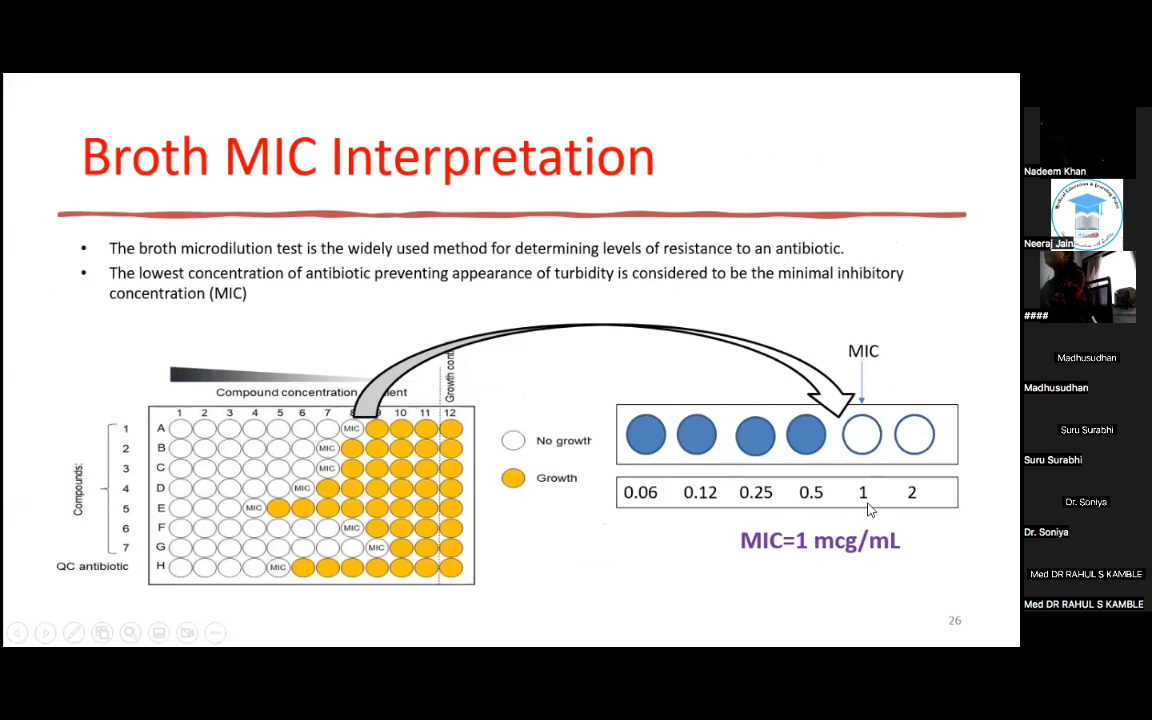 Broth MIC Interpretation
• The broth microdilution test is the widely used method for determining levels of resistance to an antibiotic.
• The lowest concentration of antibiotic preventing appearance of turbidity is considered to be the minimal inhibitory
concentration (MIC)
Compound concentration
Growth
1 2 3 4 5 6 7 8 10 11 12
Compounds:
1 A MIC
2 B MIC
3 C MIC
4 D MIC
5 E MIC
6 F MIC
7 G MIC
QC antibiotic H MIC
No growth
Growth
MIC
0.06 0.12 0.25 0.5 1 2
MIC=1 mcg/mL
26
Nadeem Khan
Neeraj Jain
####
Madhusudhan
Madhusudhan
Suru Surabhi
Suru Surabhi
Dr. Soniya
Dr. Soniya
Med DR RAHUL S KAMBLE
Med DR RAHUL S KAMBLE